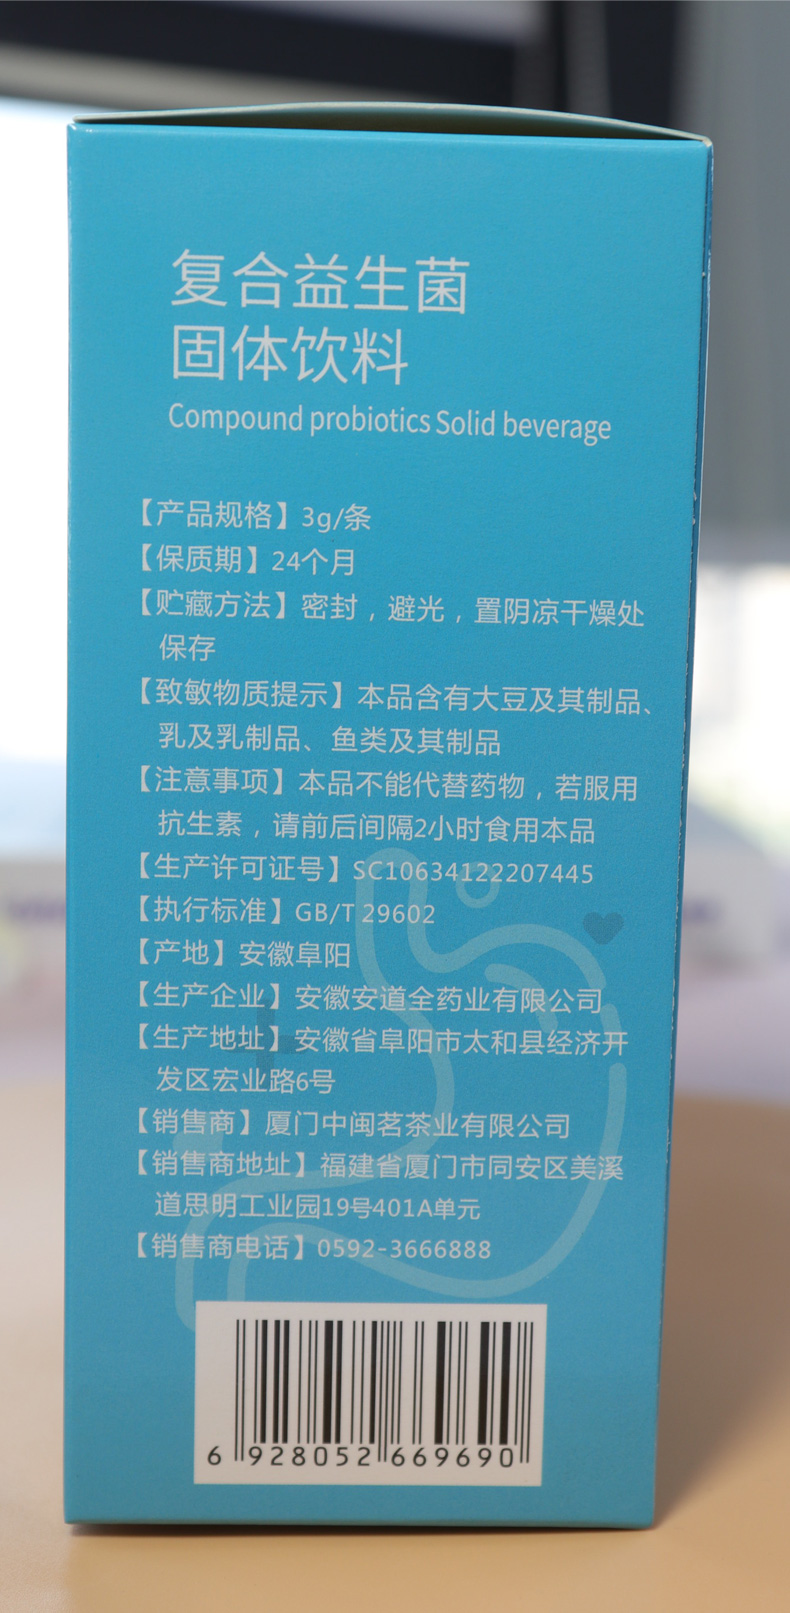 复合益生菌
固体饮料
Compound probiotics Solid beverage
【产品规格】3g/条
【保质期】24个月
【贮藏方法】密封，避光，置阴凉干燥处
保存
【致敏物质提示】本品含有大豆及其制品、
乳及乳制品、鱼类及其制品
【注意事项】本品不能代替药物，若服用
抗生素，请前后间隔2小时食用本品
【生产许可证号】SC10634122207445
【执行标准】GB/T 29602
【产地】安徽阜阳
【生产企业】安徽安道全药业有限公司
【生产地址】安徽省阜阳市太和县经济开
发区宏业路6号
【销售商】厦门中闽茗茶业有限公司
【销售商地址】福建省厦门市同安区美溪
道思明工业园19号401A单元
【销售商电话】0592-3666888
6 928052 669690